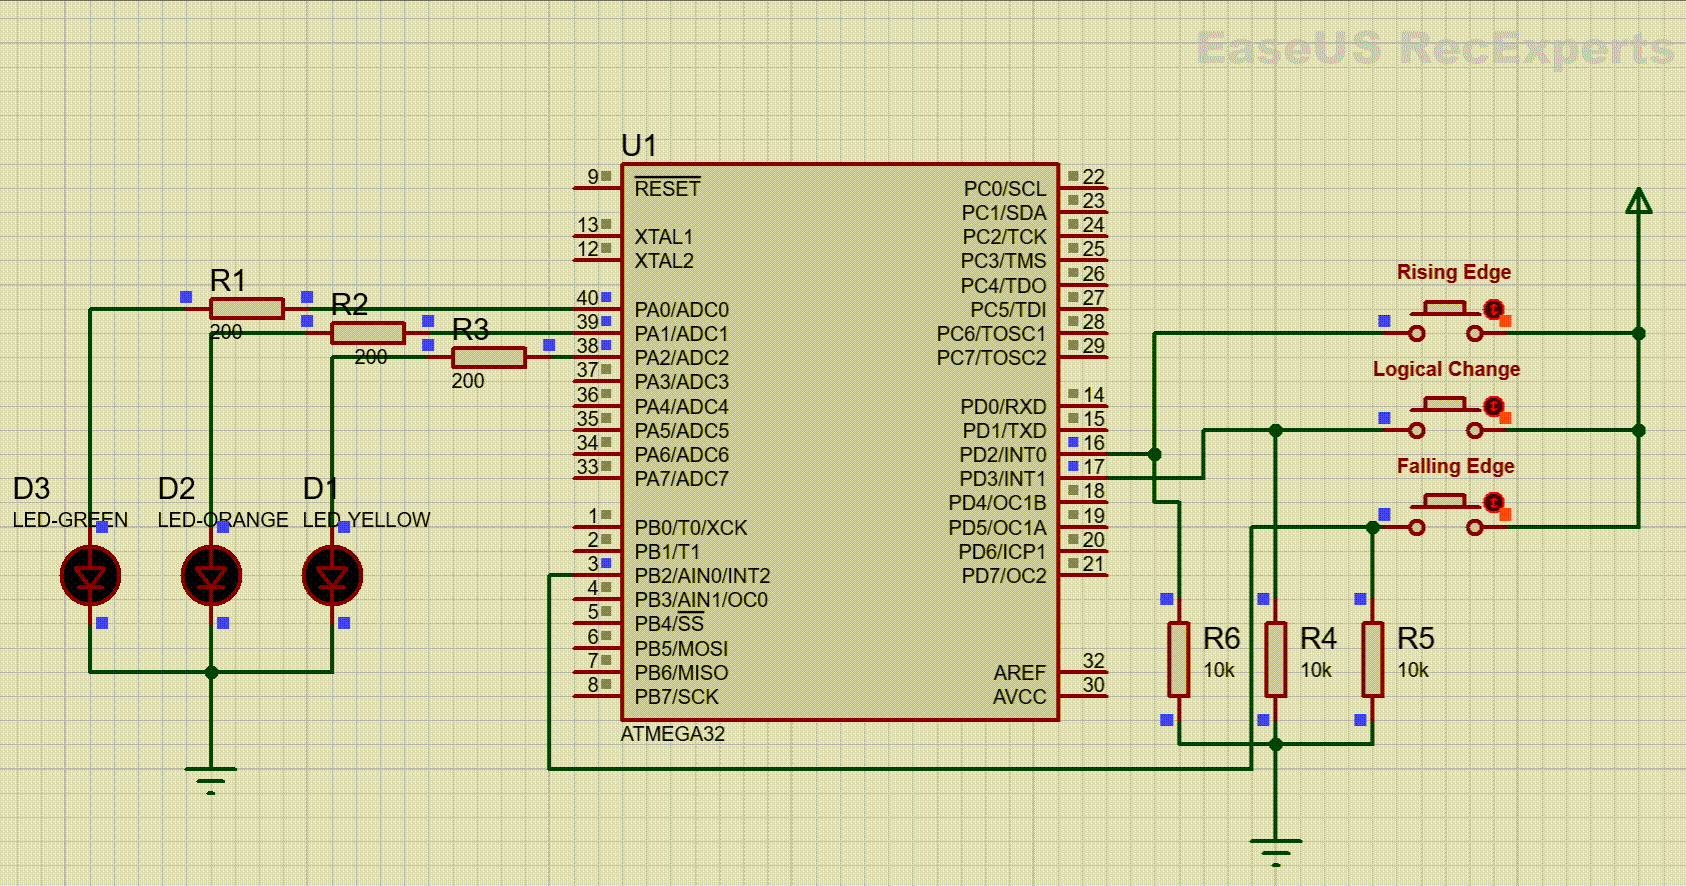 EaseUS RecExperts
U1
9 RESET
13 XTAL1
12 XTAL2
40 PA0/ADC0
39 PA1/ADC1
38 PA2/ADC2
37 PA3/ADC3
36 PA4/ADC4
35 PA5/ADC5
34 PA6/ADC6
33 PA7/ADC7
1 PB0/T0/XCK
2 PB1/T1
3 PB2/AIN0/INT2
4 PB3/AIN1/OC0
5 PB4/SS
6 PB5/MOSI
7 PB6/MISO
8 PB7/SCK
PC0/SCL 22
PC1/SDA 23
PC2/TCK 24
PC3/TMS 25
PC4/TDO 26
PC5/TDI 27
PC6/TOSC1 28
PC7/TOSC2 29
PD0/RXD 14
PD1/TXD 15
PD2/INT0 16
PD3/INT1 17
PD4/OC1B 18
PD5/OC1A 19
PD6/ICP1 20
PD7/OC2 21
AREF 32
AVCC 30
ATMEGA32
R1
200
R2
200
R3
200
D3
LED-GREEN
D2
LED-ORANGE
D1
LED-YELLOW
Rising Edge
Logical Change
Falling Edge
R6
10k
R4
10k
R5
10k